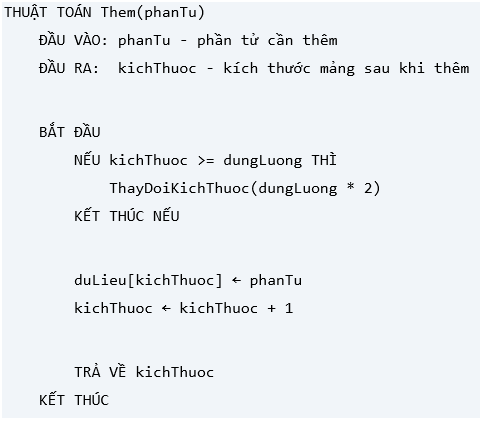 THUẬT TOÁN Them(phanTu)
ĐẦU VÀO: phanTu - phần tử cần thêm
ĐẦU RA: kichThuoc - kích thước mảng sau khi thêm
BẮT ĐẦU
NẾU kichThuoc >= dungLuong THÌ
ThayDoiKichThuoc(dungLuong * 2)
KẾT THÚC NẾU
duLieu[kichThuoc] ← phanTu
kichThuoc ← kichThuoc + 1
TRẢ VỀ kichThuoc
KẾT THÚC